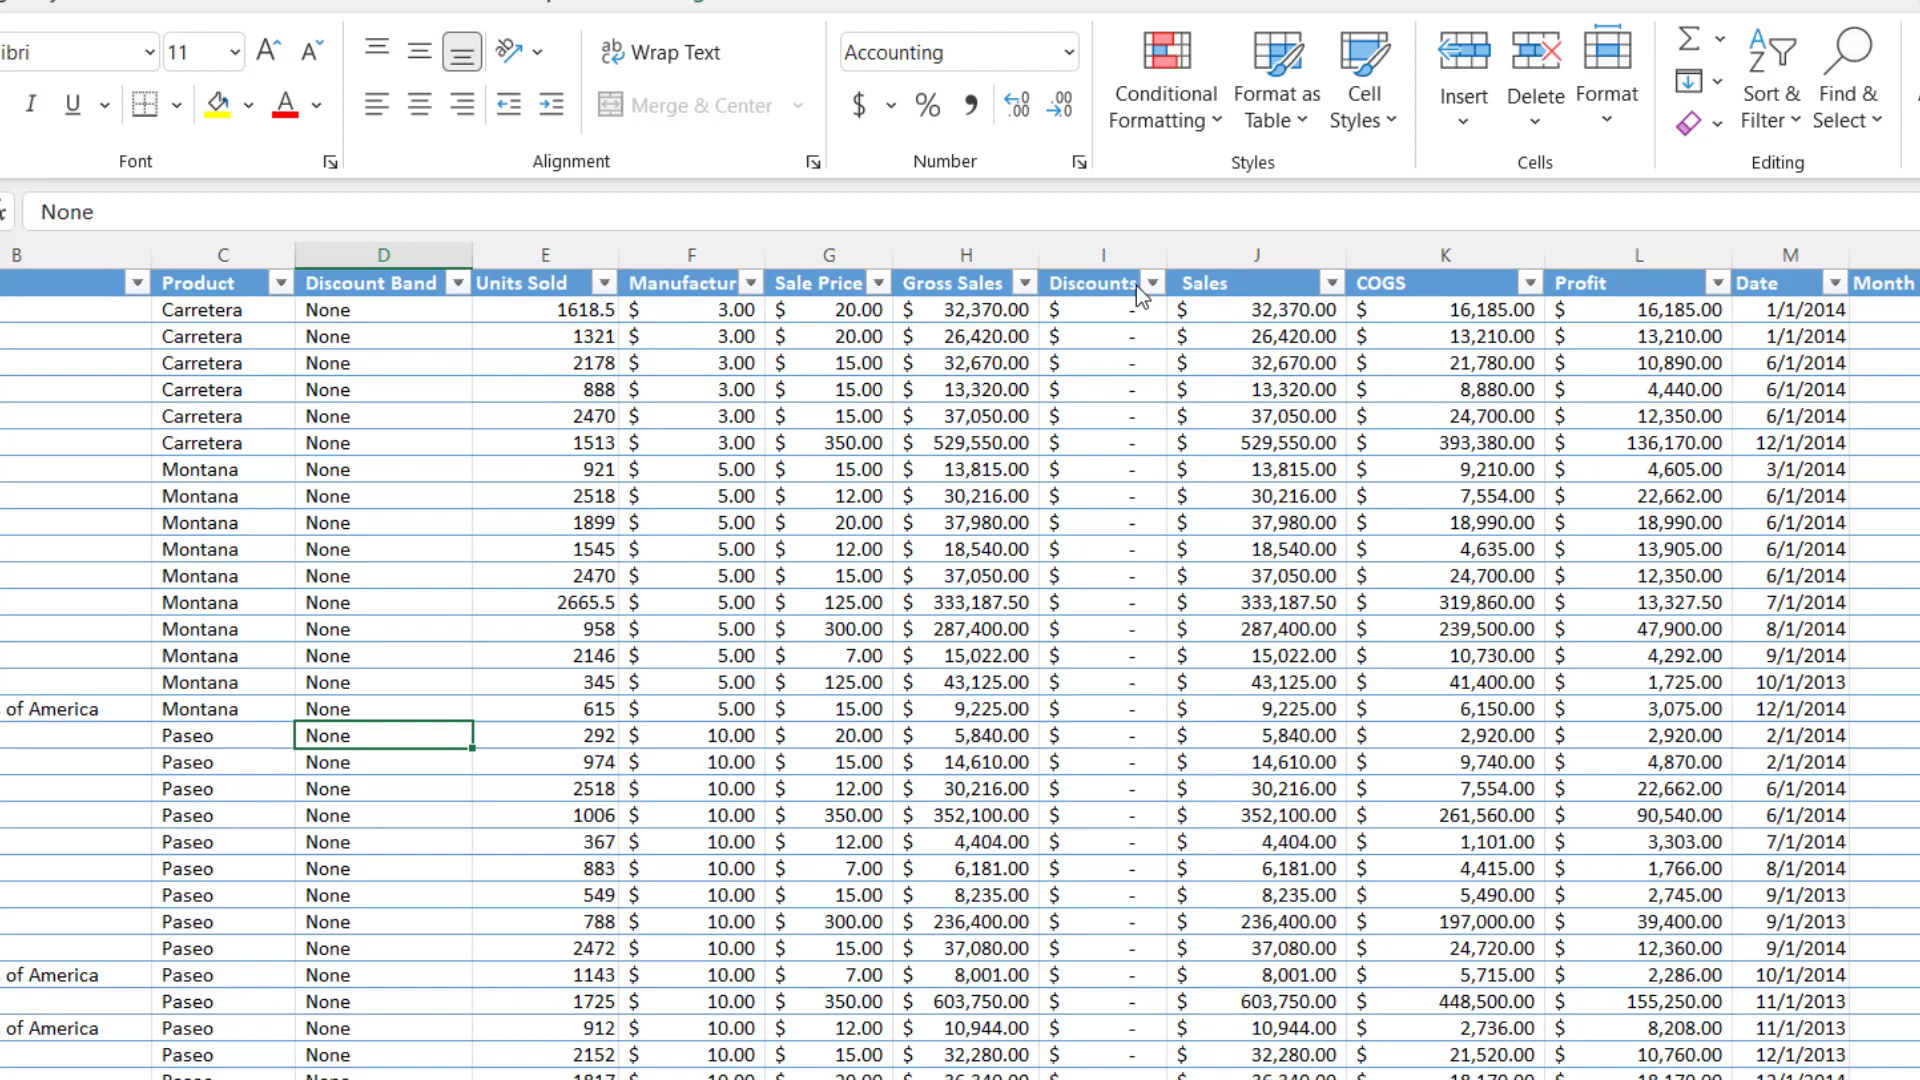 ibri 11 A A ab Wrap Text Accounting
I U A Merge & Center $ % , .00 .00
Conditional Formatting Format as Table Cell Styles Insert Delete Format Sort & Filter Find & Select
Font Alignment Number Styles Cells Editing
None
B C D E F G H I J K L M
Product Discount Band Units Sold Manufactur Sale Price Gross Sales Discounts Sales COGS Profit Date Month
Carretera None 1618.5 $ 3.00 $ 20.00 $ 32,370.00 $ - $ 32,370.00 $ 16,185.00 $ 16,185.00 1/1/2014
Carretera None 1321 $ 3.00 $ 20.00 $ 26,420.00 $ - $ 26,420.00 $ 13,210.00 $ 13,210.00 1/1/2014
Carretera None 2178 $ 3.00 $ 15.00 $ 32,670.00 $ - $ 32,670.00 $ 21,780.00 $ 10,890.00 6/1/2014
Carretera None 888 $ 3.00 $ 15.00 $ 13,320.00 $ - $ 13,320.00 $ 8,880.00 $ 4,440.00 6/1/2014
Carretera None 2470 $ 3.00 $ 15.00 $ 37,050.00 $ - $ 37,050.00 $ 24,700.00 $ 12,350.00 6/1/2014
Carretera None 1513 $ 3.00 $ 350.00 $ 529,550.00 $ - $ 529,550.00 $ 393,380.00 $ 136,170.00 12/1/2014
Montana None 921 $ 5.00 $ 15.00 $ 13,815.00 $ - $ 13,815.00 $ 9,210.00 $ 4,605.00 3/1/2014
Montana None 2518 $ 5.00 $ 12.00 $ 30,216.00 $ - $ 30,216.00 $ 7,554.00 $ 22,662.00 6/1/2014
Montana None 1899 $ 5.00 $ 20.00 $ 37,980.00 $ - $ 37,980.00 $ 18,990.00 $ 18,990.00 6/1/2014
Montana None 1545 $ 5.00 $ 12.00 $ 18,540.00 $ - $ 18,540.00 $ 4,635.00 $ 13,905.00 6/1/2014
Montana None 2470 $ 5.00 $ 15.00 $ 37,050.00 $ - $ 37,050.00 $ 24,700.00 $ 12,350.00 6/1/2014
Montana None 2665.5 $ 5.00 $ 125.00 $ 333,187.50 $ - $ 333,187.50 $ 319,860.00 $ 13,327.50 7/1/2014
Montana None 958 $ 5.00 $ 300.00 $ 287,400.00 $ - $ 287,400.00 $ 239,500.00 $ 47,900.00 8/1/2014
Montana None 2146 $ 5.00 $ 7.00 $ 15,022.00 $ - $ 15,022.00 $ 10,730.00 $ 4,292.00 9/1/2014
Montana None 345 $ 5.00 $ 125.00 $ 43,125.00 $ - $ 43,125.00 $ 41,400.00 $ 1,725.00 10/1/2013
of America Montana None 615 $ 5.00 $ 15.00 $ 9,225.00 $ - $ 9,225.00 $ 6,150.00 $ 3,075.00 12/1/2014
Paseo None 292 $ 10.00 $ 20.00 $ 5,840.00 $ - $ 5,840.00 $ 2,920.00 $ 2,920.00 2/1/2014
Paseo None 974 $ 10.00 $ 15.00 $ 14,610.00 $ - $ 14,610.00 $ 9,740.00 $ 4,870.00 2/1/2014
Paseo None 2518 $ 10.00 $ 12.00 $ 30,216.00 $ - $ 30,216.00 $ 7,554.00 $ 22,662.00 6/1/2014
Paseo None 1006 $ 10.00 $ 350.00 $ 352,100.00 $ - $ 352,100.00 $ 261,560.00 $ 90,540.00 6/1/2014
Paseo None 367 $ 10.00 $ 12.00 $ 4,404.00 $ - $ 4,404.00 $ 1,101.00 $ 3,303.00 7/1/2014
Paseo None 883 $ 10.00 $ 7.00 $ 6,181.00 $ - $ 6,181.00 $ 4,415.00 $ 1,766.00 8/1/2014
Paseo None 549 $ 10.00 $ 15.00 $ 8,235.00 $ - $ 8,235.00 $ 5,490.00 $ 2,745.00 9/1/2013
Paseo None 788 $ 10.00 $ 300.00 $ 236,400.00 $ - $ 236,400.00 $ 197,000.00 $ 39,400.00 9/1/2013
Paseo None 2472 $ 10.00 $ 15.00 $ 37,080.00 $ - $ 37,080.00 $ 24,720.00 $ 12,360.00 9/1/2014
of America Paseo None 1143 $ 10.00 $ 7.00 $ 8,001.00 $ - $ 8,001.00 $ 5,715.00 $ 2,286.00 10/1/2014
Paseo None 1725 $ 10.00 $ 350.00 $ 603,750.00 $ - $ 603,750.00 $ 448,500.00 $ 155,250.00 11/1/2013
of America Paseo None 912 $ 10.00 $ 12.00 $ 10,944.00 $ - $ 10,944.00 $ 2,736.00 $ 8,208.00 11/1/2013
Paseo None 2152 $ 10.00 $ 15.00 $ 32,280.00 $ - $ 32,280.00 $ 21,520.00 $ 10,760.00 12/1/2013